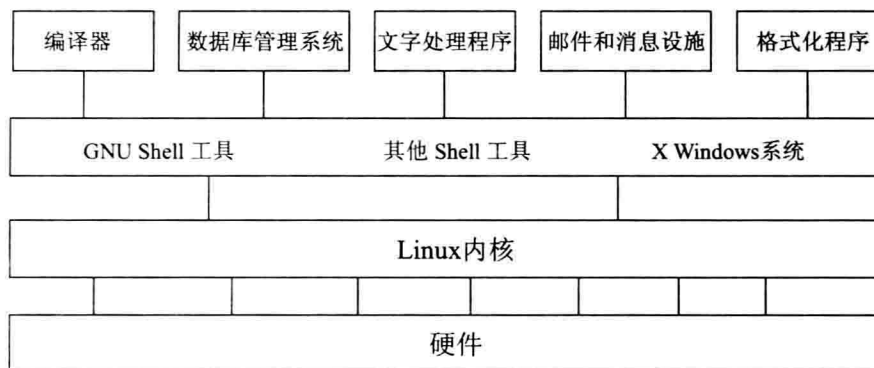 编译器 数据库管理系统 文字处理程序 邮件和消息设施 格式化程序
GNU Shell 工具 其他 Shell 工具 X Windows系统
Linux内核
硬件